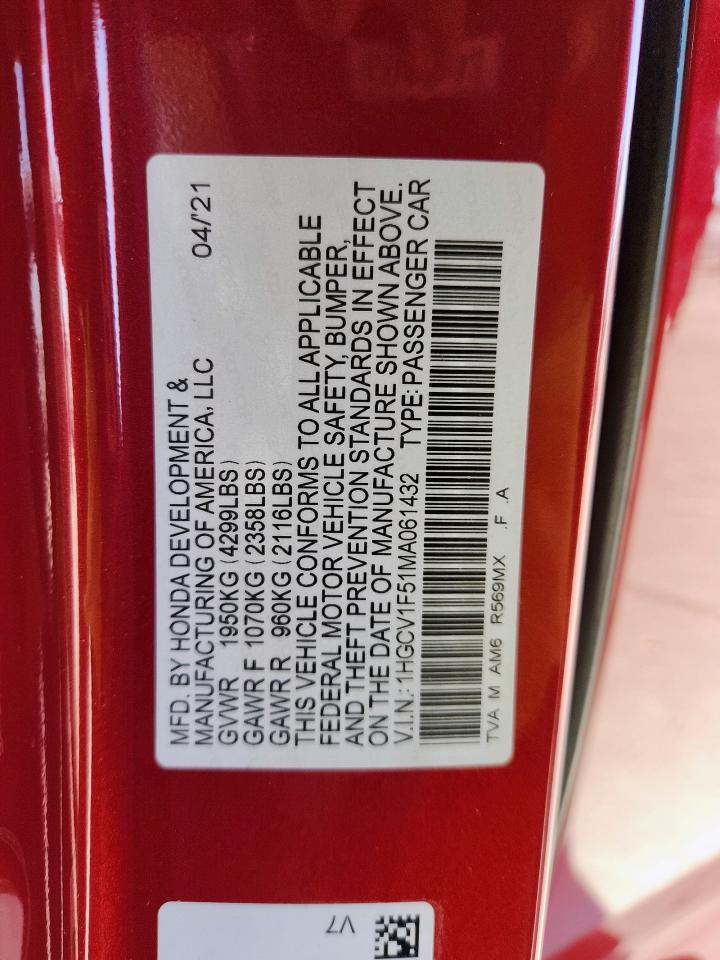 MFD. BY HONDA DEVELOPMENT &
MANUFACTURING OF AMERICA, LLC 04/'21
GVWR 1950KG (4299LBS)
GAWR F 1070KG (2358LBS)
GAWR R 960KG (2116LBS)
THIS VEHICLE CONFORMS TO ALL APPLICABLE
FEDERAL MOTOR VEHICLE SAFETY, BUMPER,
AND THEFT PREVENTION STANDARDS IN EFFECT
ON THE DATE OF MANUFACTURE SHOWN ABOVE.
V.I.N.: 1HGCV1F51MA061432 TYPE: PASSENGER CAR
TVA M AM6 R569MX .F .A
V7